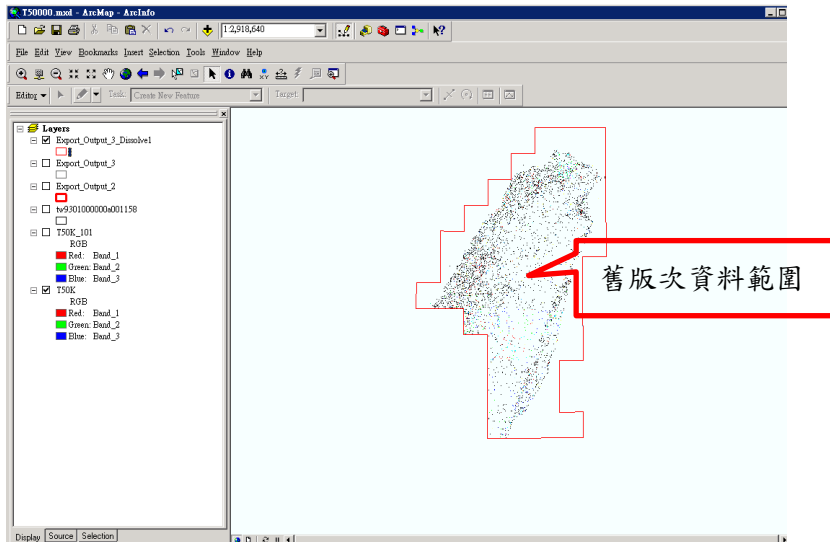 T50000.mxd - ArcMap - ArcInfo
1:2,918,640
File Edit View Bookmarks Insert Selection Tools Window Help
Editor Task: Create New Feature Target:
Layers
Export_Output_3_Dissolve1
Export_Output_3
Export_Output_2
tw9301000000a001158
T50K_101
RGB
Red: Band_1
Green: Band_2
Blue: Band_3
T50K
RGB
Red: Band_1
Green: Band_2
Blue: Band_3
舊版次資料範圍
Display Source Selection